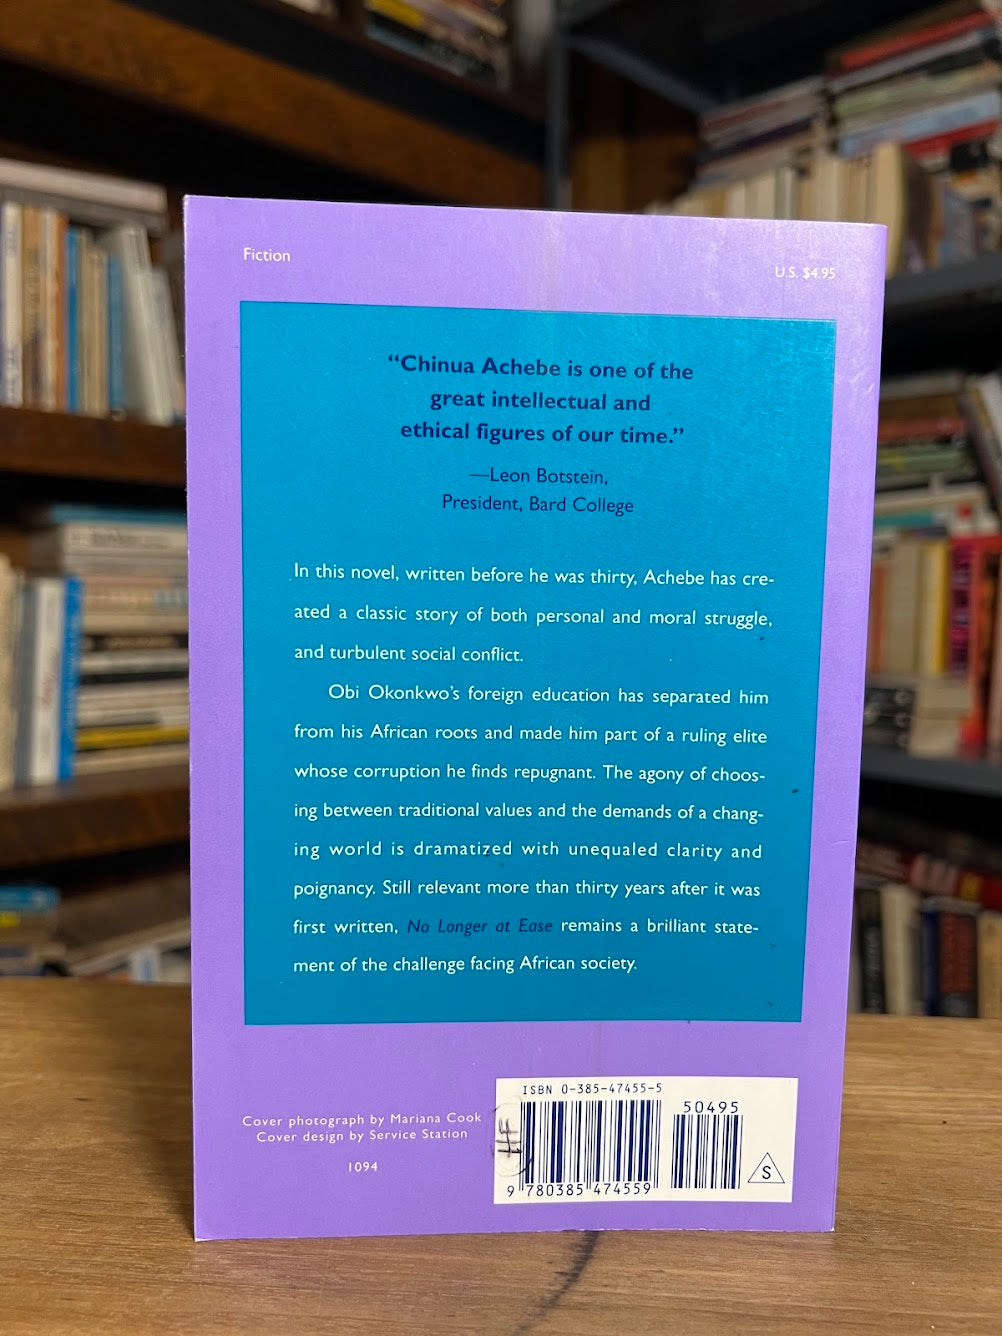 Fiction
U.S. $4.95
“Chinua Achebe is one of the
great intellectual and
ethical figures of our time.”
—Leon Botstein,
President, Bard College
In this novel, written before he was thirty, Achebe has cre-
ated a classic story of both personal and moral struggle,
and turbulent social conflict.
Obi Okonkwo’s foreign education has separated him
from his African roots and made him part of a ruling elite
whose corruption he finds repugnant. The agony of choos-
ing between traditional values and the demands of a chang-
ing world is dramatized with unequaled clarity and
poignancy. Still relevant more than thirty years after it was
first written, No Longer at Ease remains a brilliant state-
ment of the challenge facing African society.
Cover photograph by Mariana Cook
Cover design by Service Station
1094
ISBN 0-385-47455-5
50495
9 780385 474559
S